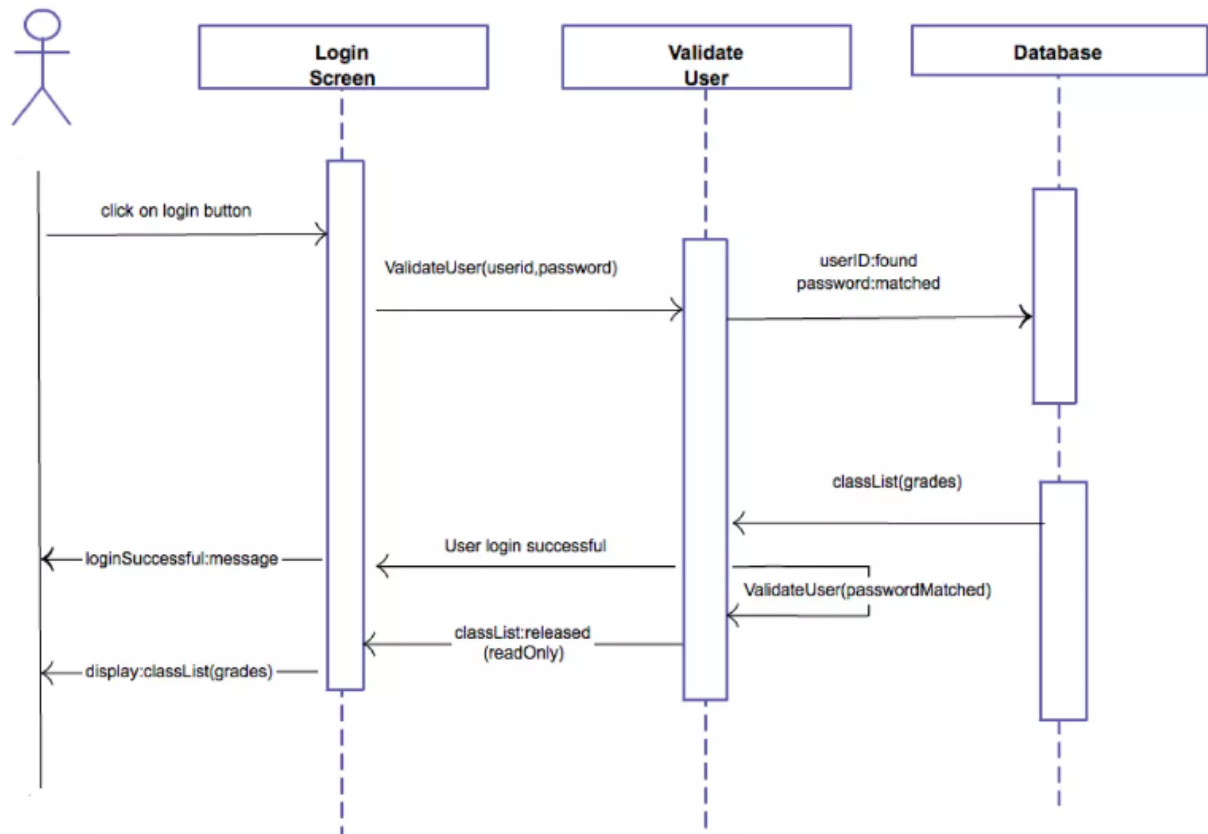 Login
Screen
Validate
User
Database
click on login button
ValidateUser(userid,password)
userID:found
password:matched
classList(grades)
User login successful
loginSuccessful:message
ValidateUser(passwordMatched)
classList:released
(readOnly)
display:classList(grades)